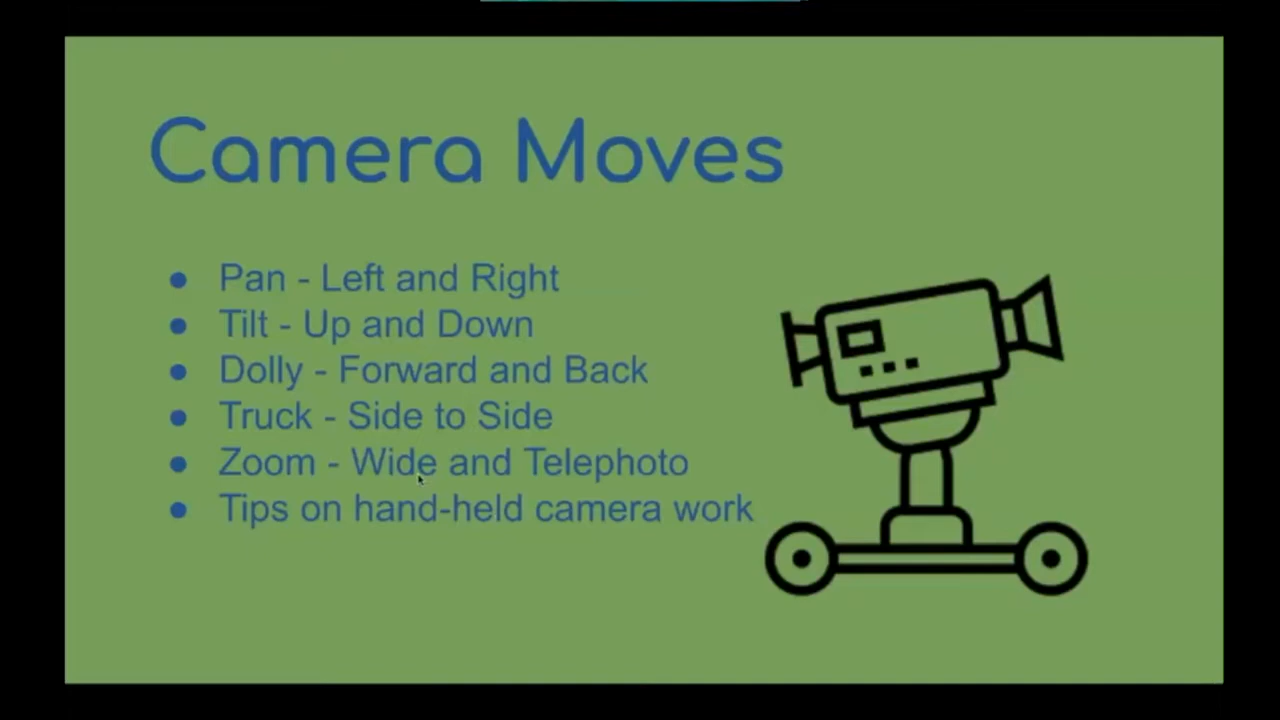 Camera Moves
● Pan - Left and Right
● Tilt - Up and Down
● Dolly - Forward and Back
● Truck - Side to Side
● Zoom - Wide and Telephoto
● Tips on hand-held camera work